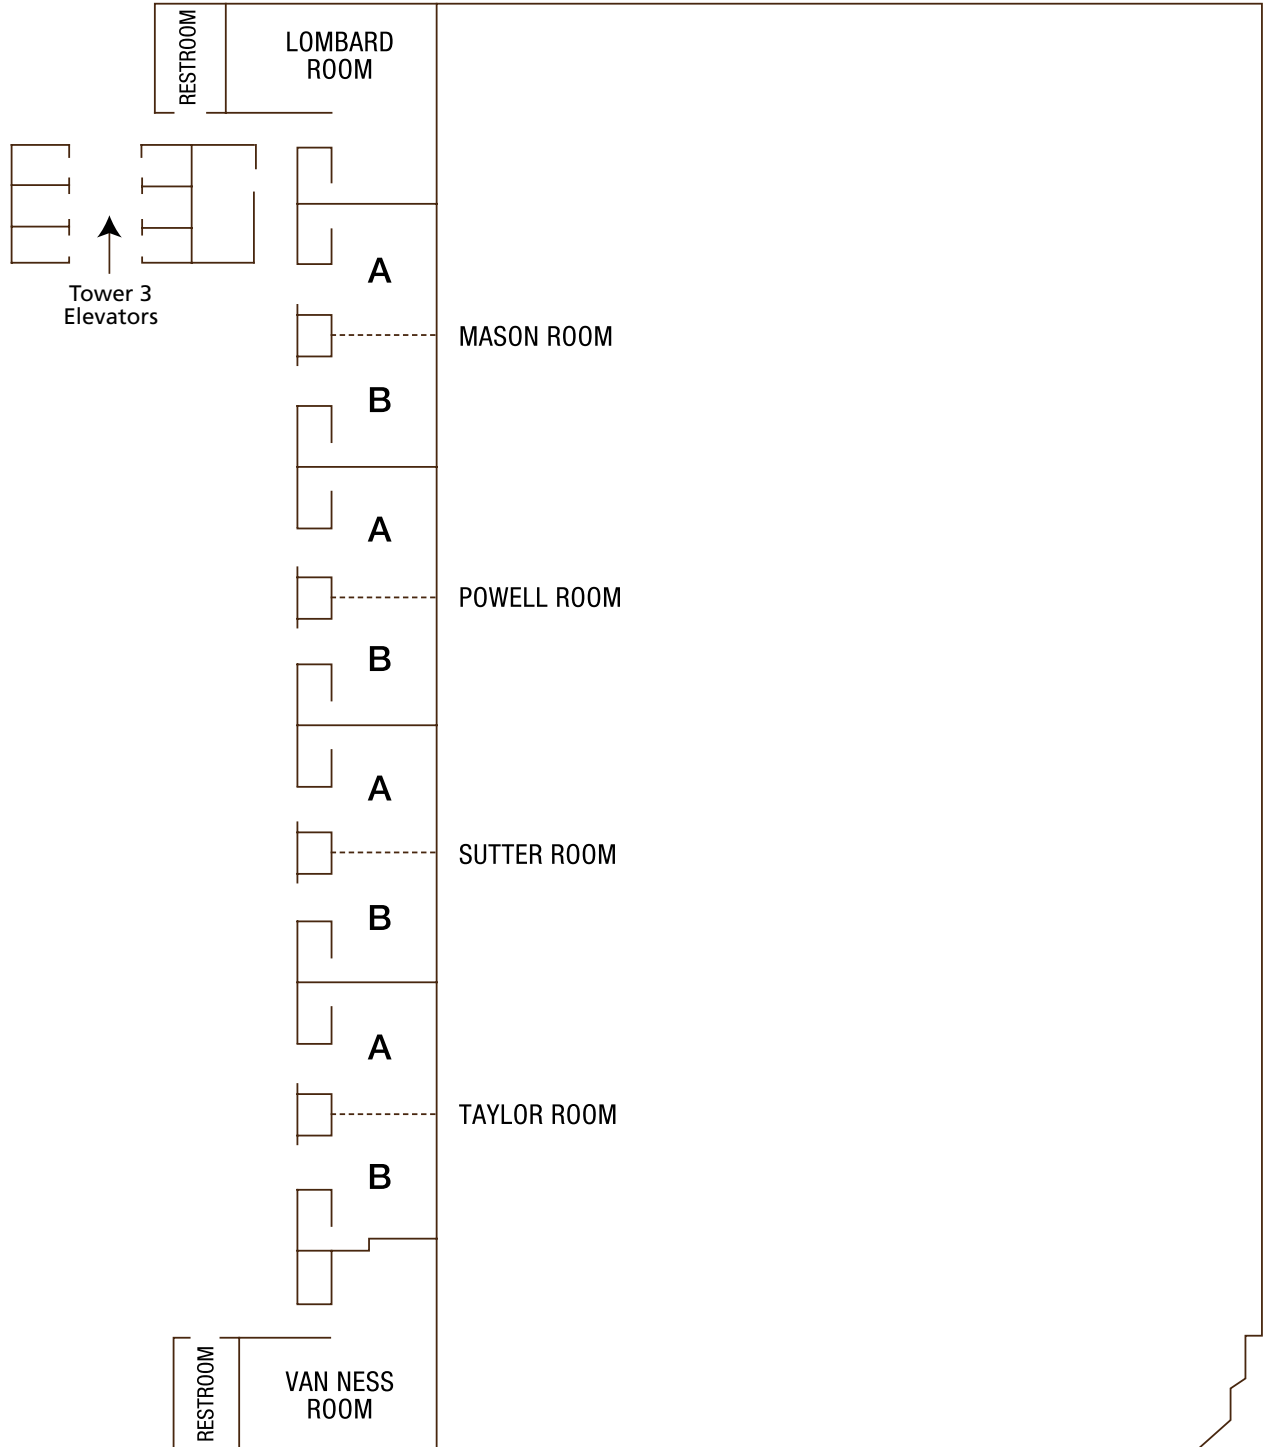 RESTROOM
LOMBARD
ROOM
Tower 3
Elevators
A
MASON ROOM
B
A
POWELL ROOM
B
A
SUTTER ROOM
B
A
TAYLOR ROOM
B
RESTROOM
VAN NESS
ROOM